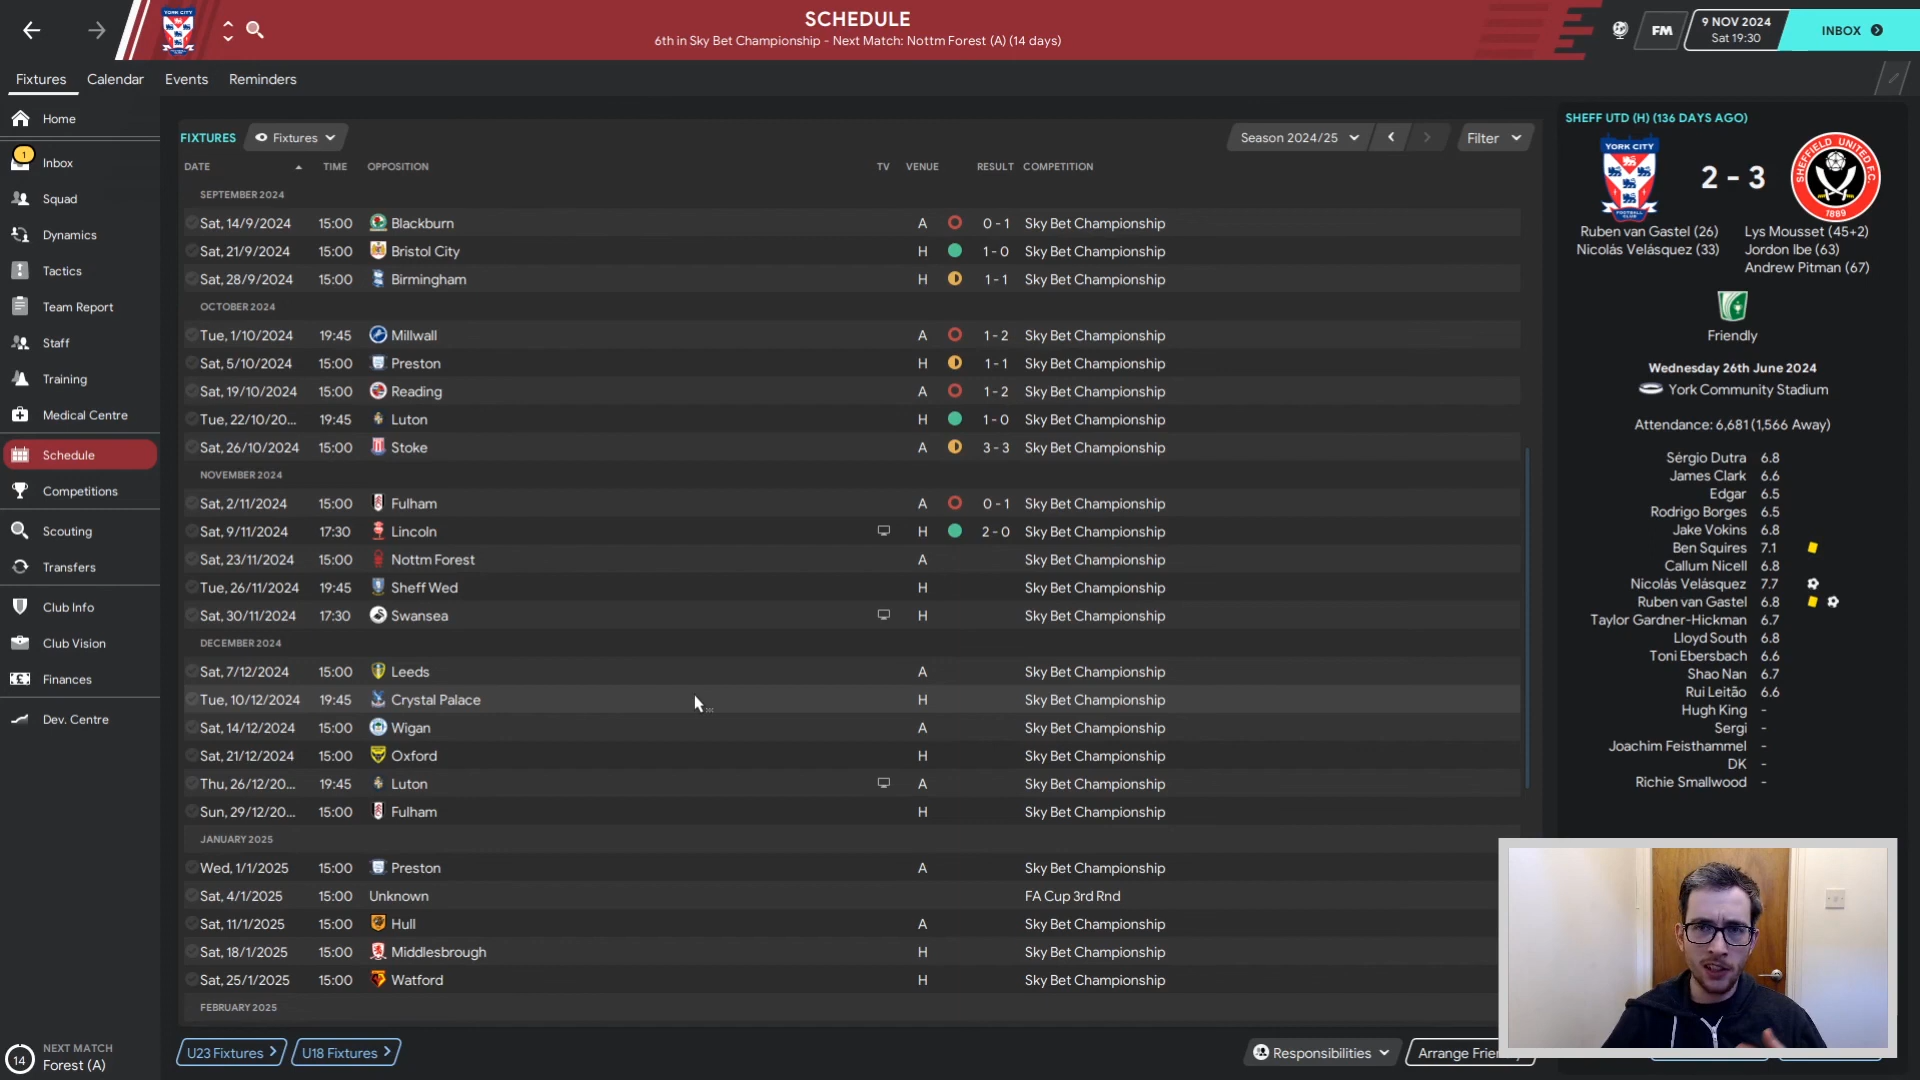 YORK CITY
SCHEDULE
6th in Sky Bet Championship - Next Match: Nottm Forest (A) (14 days)
FM
9 NOV 2024
Sat 19:30
INBOX
Fixtures
Calendar
Events
Reminders
Home
1
Inbox
Squad
Dynamics
Tactics
Team Report
Staff
Training
Medical Centre
Schedule
Competitions
Scouting
Transfers
Club Info
Club Vision
Finances
Dev. Centre
14
NEXT MATCH
Forest (A)
FIXTURES
Fixtures
Season 2024/25
Filter
DATE TIME OPPOSITION TV VENUE RESULT COMPETITION
SEPTEMBER 2024
Sat, 14/9/2024 15:00 Blackburn A 0 - 1 Sky Bet Championship
Sat, 21/9/2024 15:00 Bristol City H 1 - 0 Sky Bet Championship
Sat, 28/9/2024 15:00 Birmingham H 1 - 1 Sky Bet Championship
OCTOBER 2024
Tue, 1/10/2024 19:45 Millwall A 1 - 2 Sky Bet Championship
Sat, 5/10/2024 15:00 Preston H 1 - 1 Sky Bet Championship
Sat, 19/10/2024 15:00 Reading A 1 - 2 Sky Bet Championship
Tue, 22/10/20... 19:45 Luton H 1 - 0 Sky Bet Championship
Sat, 26/10/2024 15:00 Stoke A 3 - 3 Sky Bet Championship
NOVEMBER 2024
Sat, 2/11/2024 15:00 Fulham A 0 - 1 Sky Bet Championship
Sat, 9/11/2024 17:30 Lincoln H 2 - 0 Sky Bet Championship
Sat, 23/11/2024 15:00 Nottm Forest A Sky Bet Championship
Tue, 26/11/2024 19:45 Sheff Wed H Sky Bet Championship
Sat, 30/11/2024 17:30 Swansea H Sky Bet Championship
DECEMBER 2024
Sat, 7/12/2024 15:00 Leeds A Sky Bet Championship
Tue, 10/12/2024 19:45 Crystal Palace H Sky Bet Championship
Sat, 14/12/2024 15:00 Wigan A Sky Bet Championship
Sat, 21/12/2024 15:00 Oxford H Sky Bet Championship
Thu, 26/12/20... 19:45 Luton A Sky Bet Championship
Sun, 29/12/20... 15:00 Fulham H Sky Bet Championship
JANUARY 2025
Wed, 1/1/2025 15:00 Preston A Sky Bet Championship
Sat, 4/1/2025 15:00 Unknown FA Cup 3rd Rnd
Sat, 11/1/2025 15:00 Hull A Sky Bet Championship
Sat, 18/1/2025 15:00 Middlesbrough H Sky Bet Championship
Sat, 25/1/2025 15:00 Watford H Sky Bet Championship
FEBRUARY 2025
U23 Fixtures
U18 Fixtures
Responsibilities
Arrange Frie
SHEFF UTD (H) (136 DAYS AGO)
YORK CITY
FOOTBALL CLUB
2 - 3
SHEFFIELD UNITED F.C.
1889
Ruben van Gastel (26)
Nicolás Velásquez (33)
Lys Mousset (45+2)
Jordon Ibe (63)
Andrew Pitman (67)
Friendly
Wednesday 26th June 2024
York Community Stadium
Attendance: 6,681 (1,566 Away)
Sérgio Dutra 6.8
James Clark 6.6
Edgar 6.5
Rodrigo Borges 6.5
Jake Vokins 6.8
Ben Squires 7.1
Callum Nicell 6.8
Nicolás Velásquez 7.7
Ruben van Gastel 6.8
Taylor Gardner-Hickman 6.7
Lloyd South 6.8
Toni Ebersbach 6.6
Shao Nan 6.7
Rui Leitão 6.6
Hugh King -
Sergi -
Joachim Feisthammel -
DK -
Richie Smallwood -